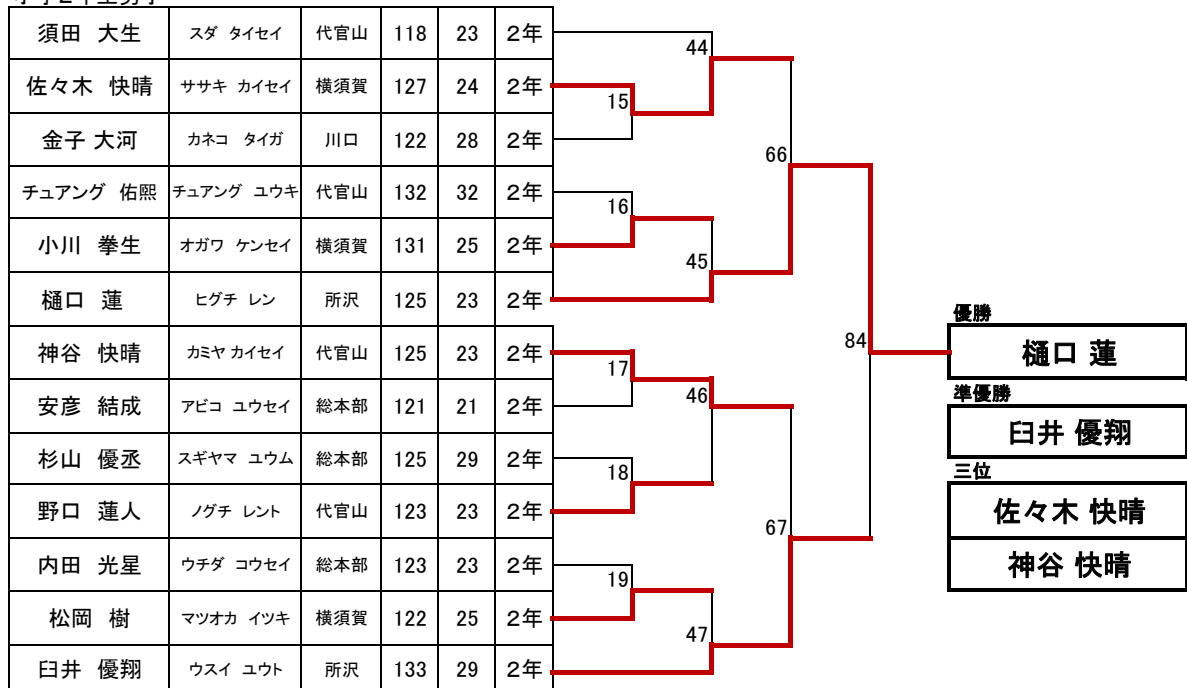 須田 大生 スダ タイセイ 代官山 118 23 2年
佐々木 快晴 ササキ カイセイ 横須賀 127 24 2年
金子 大河 カネコ タイガ 川口 122 28 2年
チュアング 佑熙 チュアング ユウキ 代官山 132 32 2年
小川 拳生 オガワ ケンセイ 横須賀 131 25 2年
樋口 蓮 ヒグチ レン 所沢 125 23 2年
神谷 快晴 カミヤ カイセイ 代官山 125 23 2年
安彦 結成 アビコ ユウセイ 総本部 121 21 2年
杉山 優丞 スギヤマ ユウム 総本部 125 29 2年
野口 蓮人 ノグチ レント 代官山 123 23 2年
内田 光星 ウチダ コウセイ 総本部 123 23 2年
松岡 樹 マツオカ イツキ 横須賀 122 25 2年
臼井 優翔 ウスイ ユウト 所沢 133 29 2年
15
16
17
18
19
44
45
46
47
66
67
84
優勝
樋口 蓮
準優勝
臼井 優翔
三位
佐々木 快晴
神谷 快晴